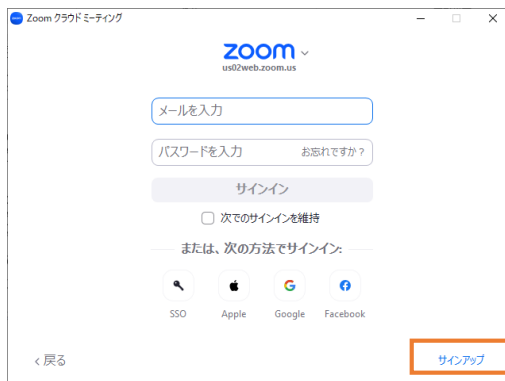 Zoom クラウド ミーティング
zoom
us02web.zoom.us
メールを入力
パスワードを入力 お忘れですか？
サインイン
次でのサインインを維持
または、次の方法でサインイン:
SSO Apple Google Facebook
戻る サインアップ